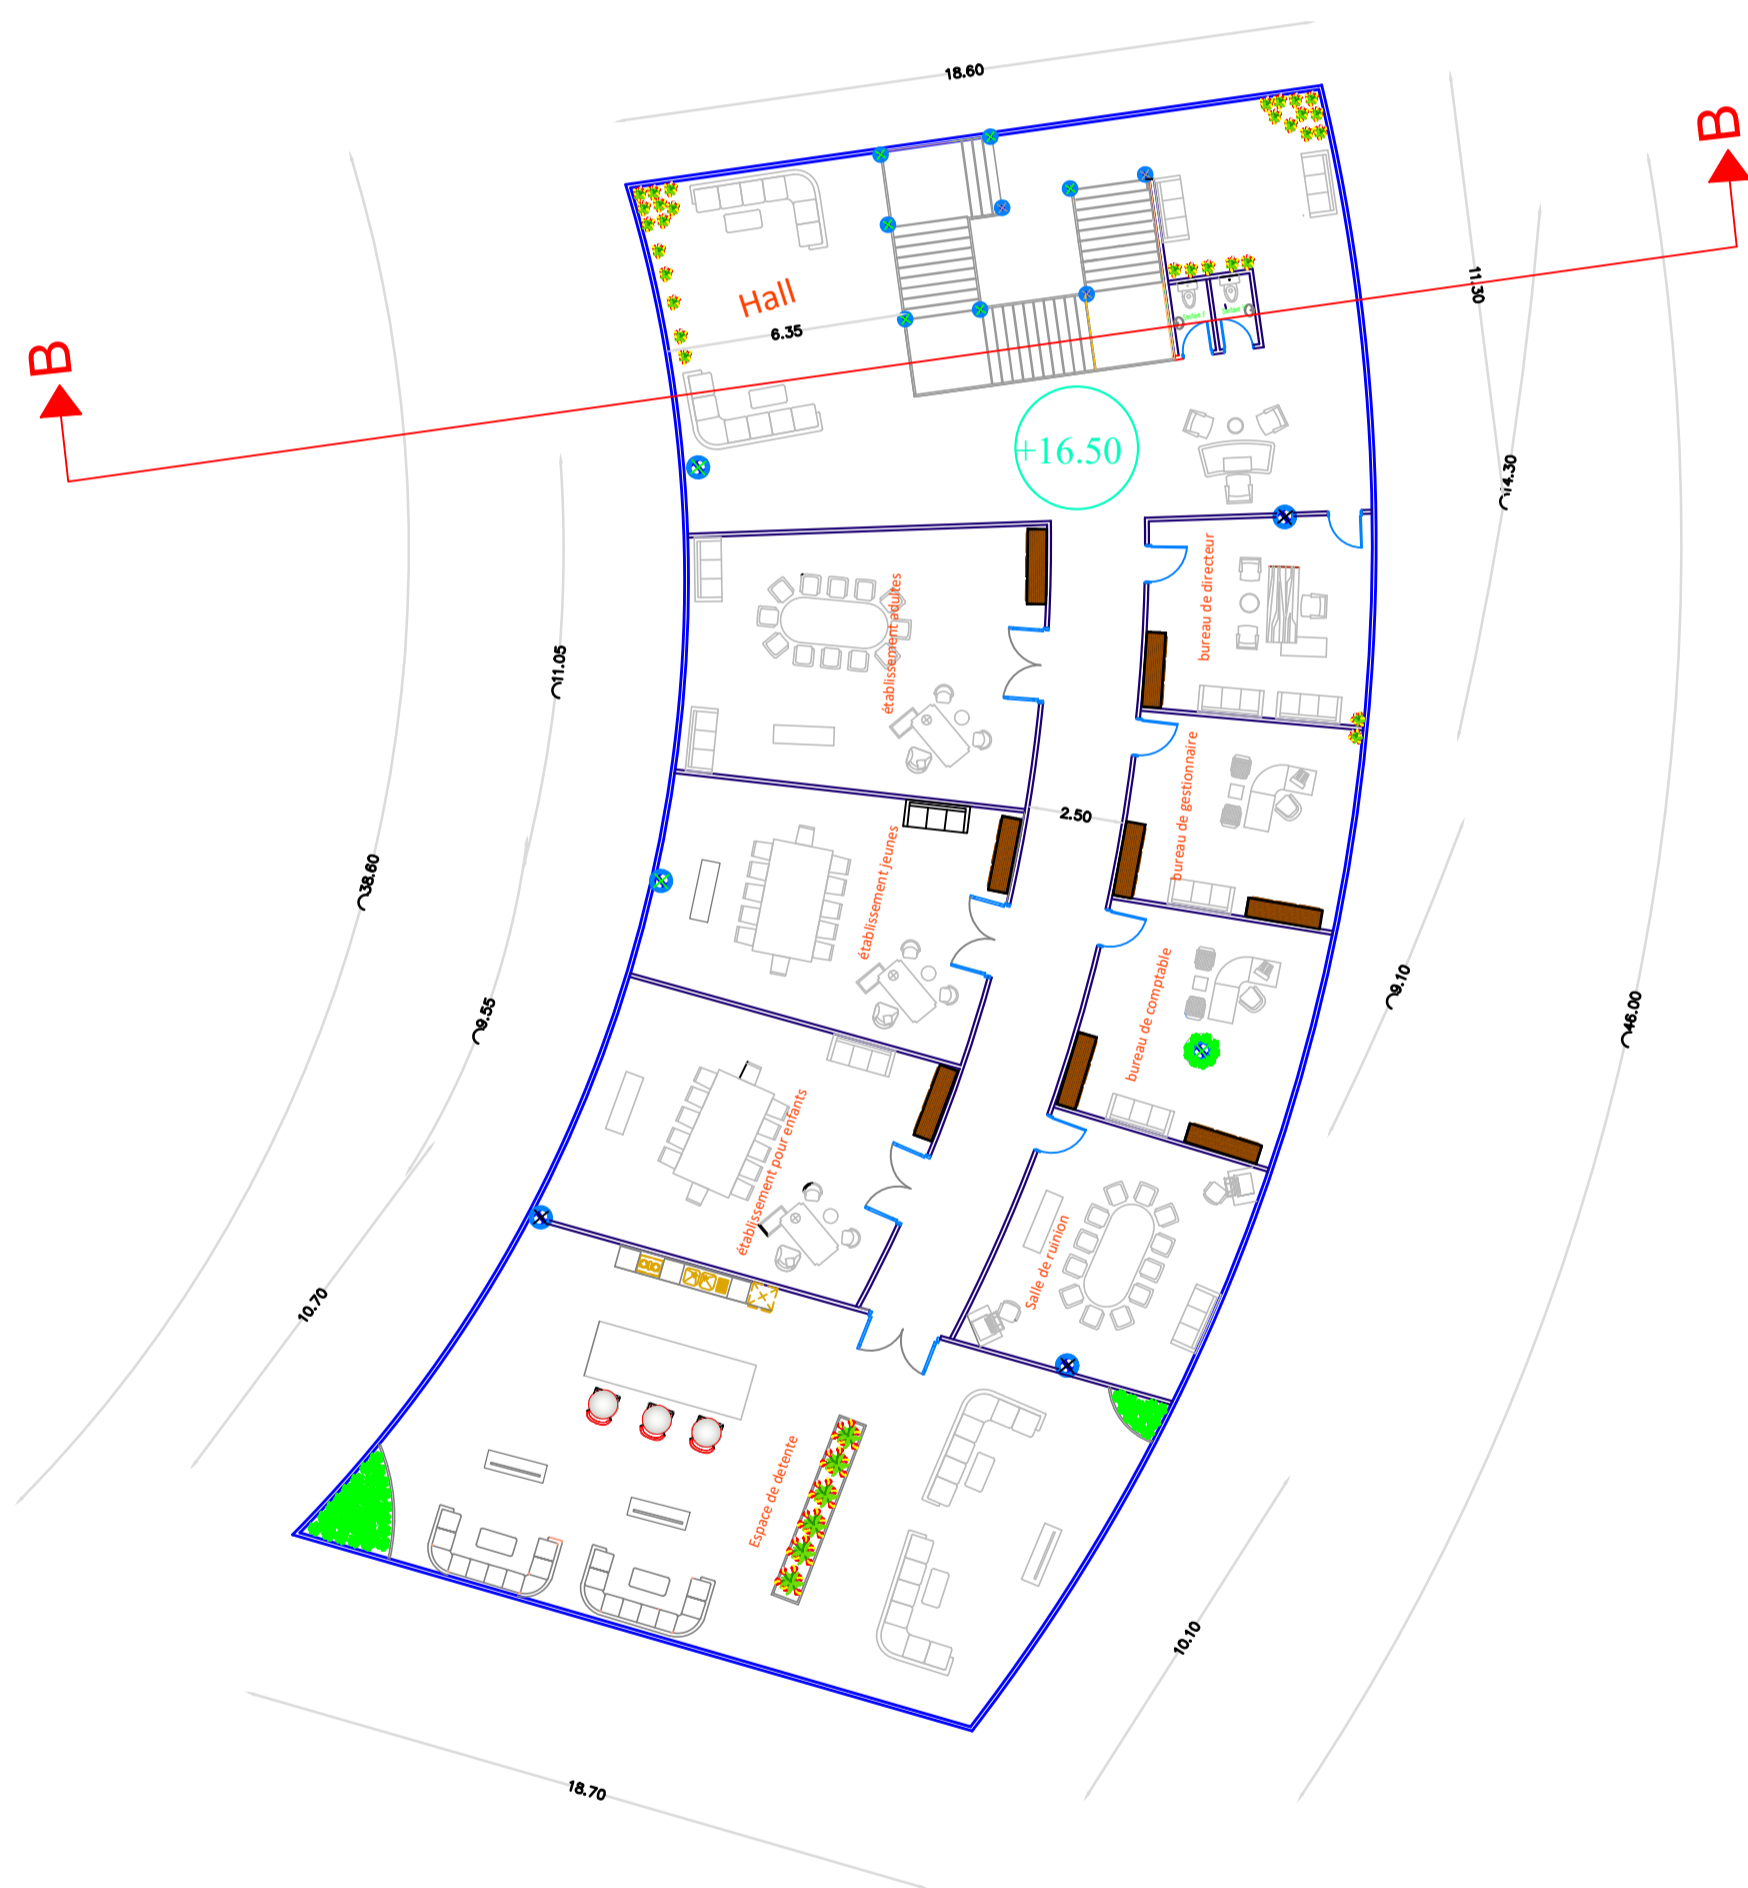 18.60
B
B
Hall
6.35
11.30
+16.50
14.30
bureau de directeur
établissement adultes
11.05
bureau de gestionnaire
2.50
établissement jeunes
38.60
bureau de comptable
9.10
9.55
46.00
établissement pour enfants
Salle de ruinion
10.70
Espace de detente
10.10
18.70